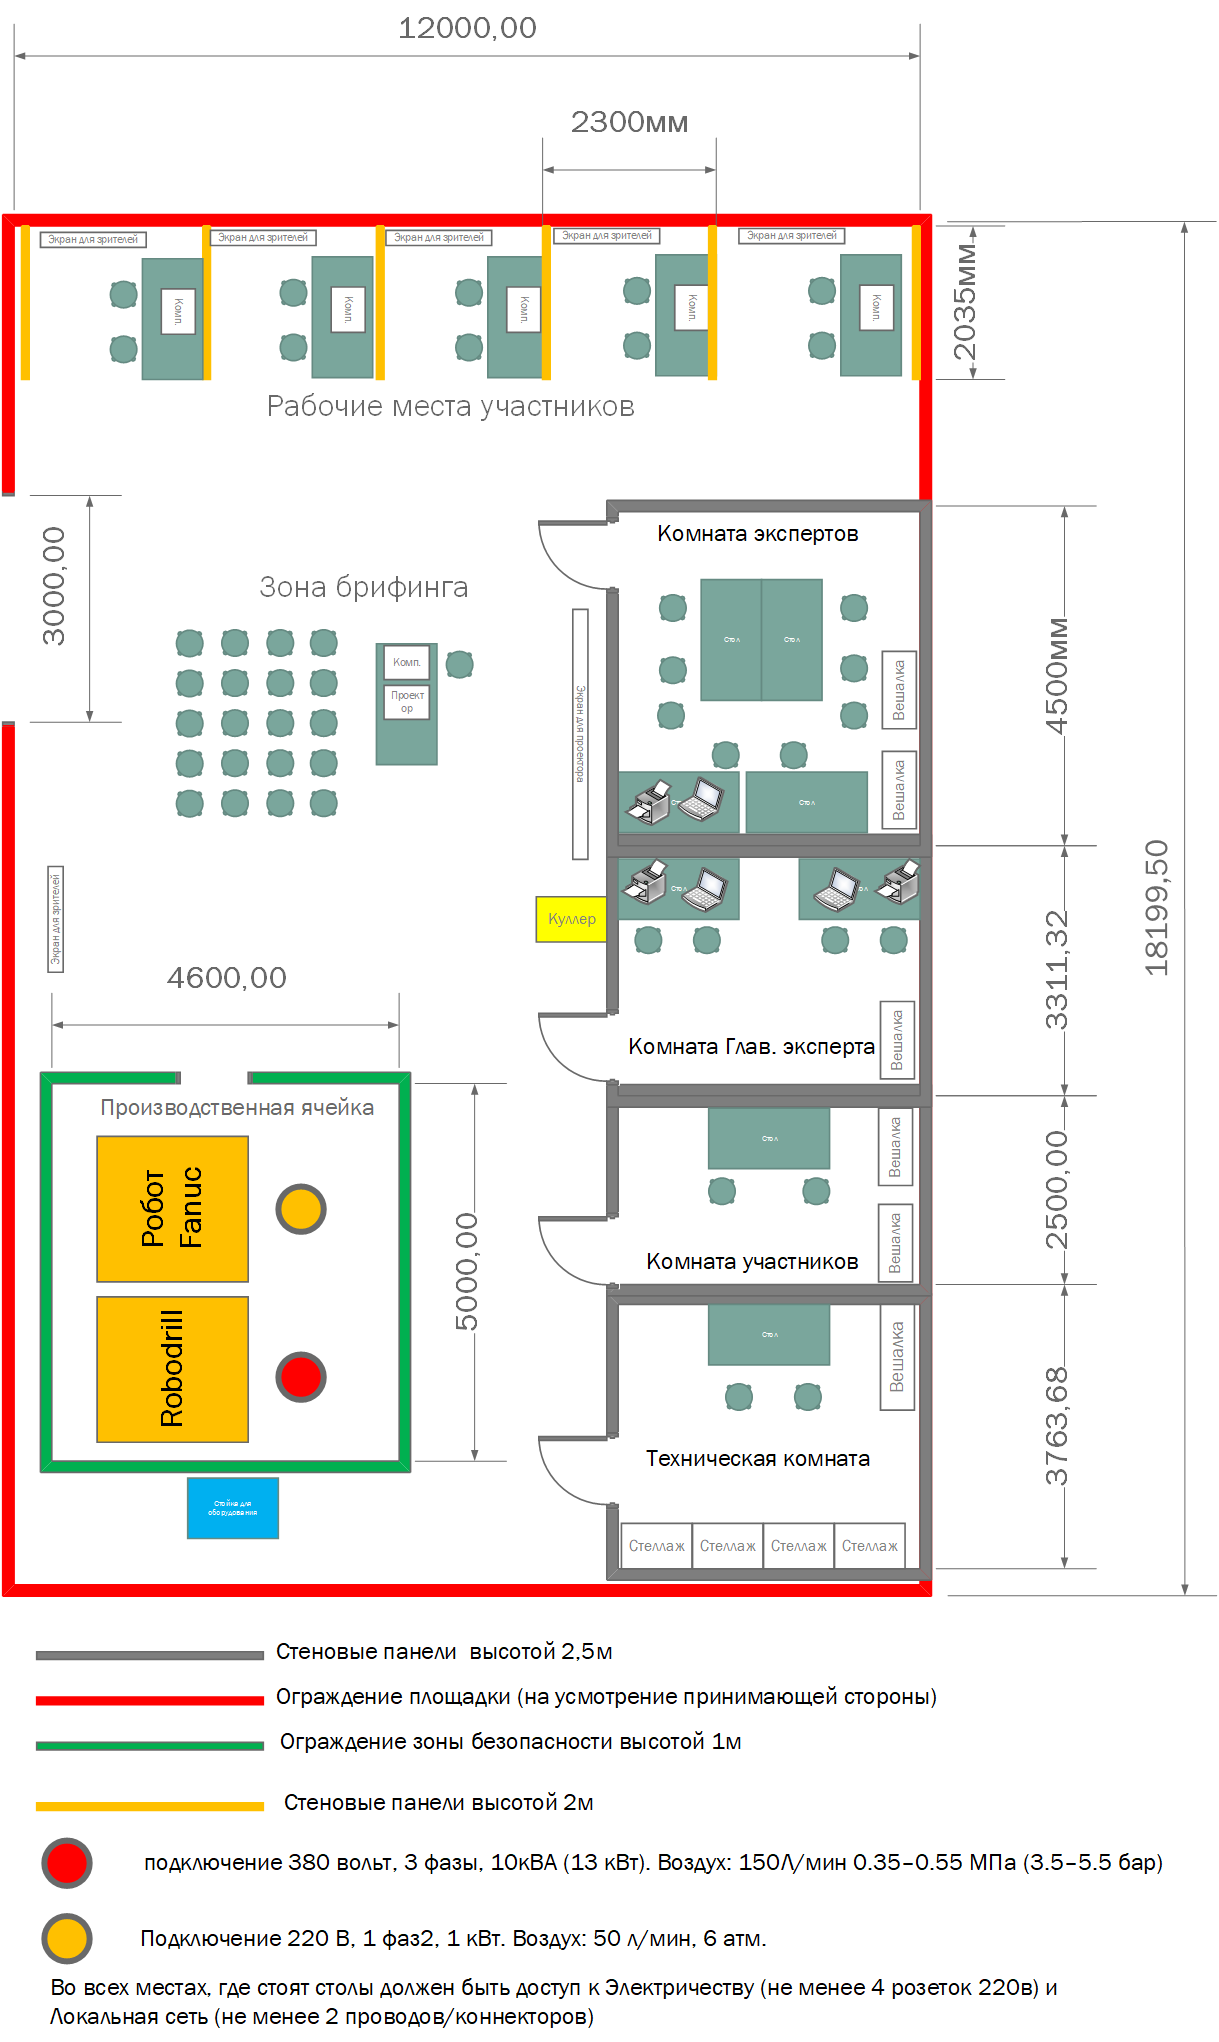 12000,00
2300мм
Экран для зрителей
Экран для зрителей
Экран для зрителей
Экран для зрителей
Экран для зрителей
Комп.
Комп.
Комп.
Комп.
Комп.
2035мм
Рабочие места участников
3000,00
Зона брифинга
Комп.
Проект
ор
Экран для проектора
Комната экспертов
Стол
Стол
Вешалка
Вешалка
Стол
4500мм
18199,50
Экран для зрителей
Куллер
Комната Глав. эксперта
Вешалка
3311,32
4600,00
Производственная ячейка
Робот
Fanuc
Robodrill
5000,00
Стойка для
оборудования
Стол
Вешалка
Вешалка
Комната участников
2500,00
Стол
Вешалка
Техническая комната
Стеллаж
Стеллаж
Стеллаж
Стеллаж
3763,68
Стеновые панели  высотой 2,5м
Ограждение площадки (на усмотрение принимающей стороны)
Ограждение зоны безопасности высотой 1м
Стеновые панели высотой 2м
подключение 380 вольт, 3 фазы, 10кВА (13 кВт). Воздух: 150Л/мин 0.35–0.55 МПа (3.5–5.5 бар)
Подключение 220 В, 1 фаз2, 1 кВт. Воздух: 50 л/мин, 6 атм.
Во всех местах, где стоят столы должен быть доступ к Электричеству (не менее 4 розеток 220в) и
Локальная сеть (не менее 2 проводов/коннекторов)